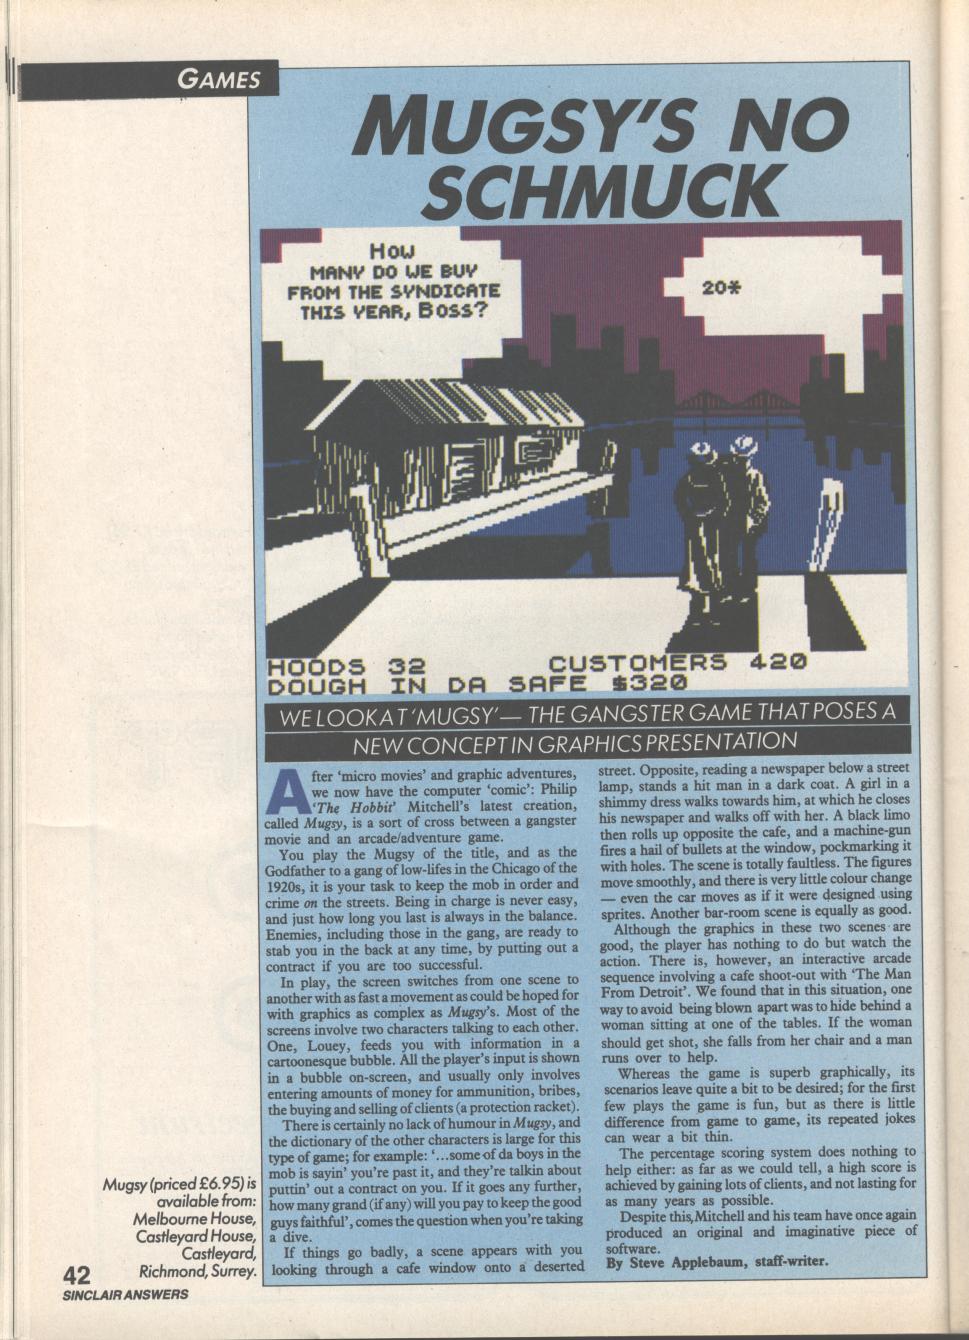 GAMES
MUGSY'S NO
SCHMUCK
HOW
MANY DO WE BUY
FROM THE SYNDICATE
THIS YEAR, BOSS?
20*
HOODS 32 CUSTOMERS 420
DOUGH IN DA SAFE $320
WE LOOK AT 'MUGSY' — THE GANGSTER GAME THAT POSES A
NEW CONCEPT IN GRAPHICS PRESENTATION
After 'micro movies' and graphic adventures,
we now have the computer 'comic': Philip
'The Hobbit' Mitchell's latest creation,
called Mugsy, is a sort of cross between a gangster
movie and an arcade/adventure game.
You play the Mugsy of the title, and as the
Godfather to a gang of low-lifes in the Chicago of the
1920s, it is your task to keep the mob in order and
crime on the streets. Being in charge is never easy,
and just how long you last is always in the balance.
Enemies, including those in the gang, are ready to
stab you in the back at any time, by putting out a
contract if you are too successful.
In play, the screen switches from one scene to
another with as fast a movement as could be hoped for
with graphics as complex as Mugsy's. Most of the
screens involve two characters talking to each other.
One, Louey, feeds you with information in a
cartoonesque bubble. All the player's input is shown
in a bubble on-screen, and usually only involves
entering amounts of money for ammunition, bribes,
the buying and selling of clients (a protection racket).
There is certainly no lack of humour in Mugsy, and
the dictionary of the other characters is large for this
type of game; for example: '...some of da boys in the
mob is sayin' you're past it, and they're talkin about
puttin' out a contract on you. If it goes any further,
how many grand (if any) will you pay to keep the good
guys faithful', comes the question when you're taking
a dive.
If things go badly, a scene appears with you
looking through a cafe window onto a deserted
street. Opposite, reading a newspaper below a street
lamp, stands a hit man in a dark coat. A girl in a
shimmy dress walks towards him, at which he closes
his newspaper and walks off with her. A black limo
then rolls up opposite the cafe, and a machine-gun
fires a hail of bullets at the window, pockmarking it
with holes. The scene is totally faultless. The figures
move smoothly, and there is very little colour change
— even the car moves as if it were designed using
sprites. Another bar-room scene is equally as good.
Although the graphics in these two scenes are
good, the player has nothing to do but watch the
action. There is, however, an interactive arcade
sequence involving a cafe shoot-out with 'The Man
From Detroit'. We found that in this situation, one
way to avoid being blown apart was to hide behind a
woman sitting at one of the tables. If the woman
should get shot, she falls from her chair and a man
runs over to help.
Whereas the game is superb graphically, its
scenarios leave quite a bit to be desired; for the first
few plays the game is fun, but as there is little
difference from game to game, its repeated jokes
can wear a bit thin.
The percentage scoring system does nothing to
help either: as far as we could tell, a high score is
achieved by gaining lots of clients, and not lasting for
as many years as possible.
Despite this, Mitchell and his team have once again
produced an original and imaginative piece of
software.
By Steve Applebaum, staff-writer.
Mugsy (priced £6.95) is
available from:
Melbourne House,
Castleyard House,
Castleyard,
Richmond, Surrey.
42
SINCLAIR ANSWERS